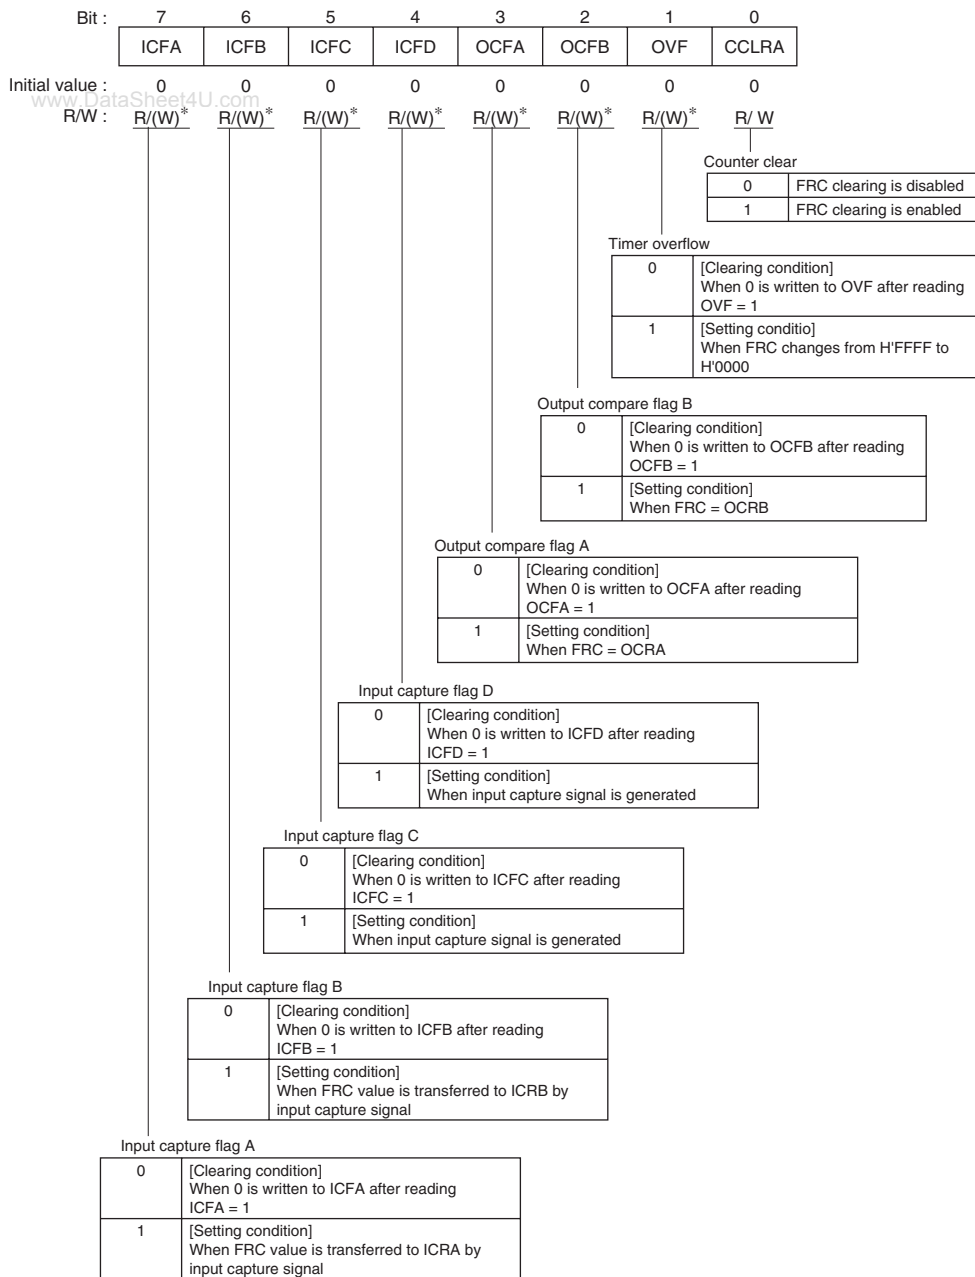 Bit : 7 6 5 4 3 2 1 0
ICFA ICFB ICFC ICFD OCFA OCFB OVF CCLRA
Initial value : 0 0 0 0 0 0 0 0
www.DataSheet4U.com
R/W : R/(W)* R/(W)* R/(W)* R/(W)* R/(W)* R/(W)* R/(W)* R/ W
Counter clear
0 FRC clearing is disabled
1 FRC clearing is enabled
Timer overflow
0 [Clearing condition]
When 0 is written to OVF after reading
OVF = 1
1 [Setting conditio]
When FRC changes from H'FFFF to
H'0000
Output compare flag B
0 [Clearing condition]
When 0 is written to OCFB after reading
OCFB = 1
1 [Setting condition]
When FRC = OCRB
Output compare flag A
0 [Clearing condition]
When 0 is written to OCFA after reading
OCFA = 1
1 [Setting condition]
When FRC = OCRA
Input capture flag D
0 [Clearing condition]
When 0 is written to ICFD after reading
ICFD = 1
1 [Setting condition]
When input capture signal is generated
Input capture flag C
0 [Clearing condition]
When 0 is written to ICFC after reading
ICFC = 1
1 [Setting condition]
When input capture signal is generated
Input capture flag B
0 [Clearing condition]
When 0 is written to ICFB after reading
ICFB = 1
1 [Setting condition]
When FRC value is transferred to ICRB by
input capture signal
Input capture flag A
0 [Clearing condition]
When 0 is written to ICFA after reading
ICFA = 1
1 [Setting condition]
When FRC value is transferred to ICRA by
input capture signal